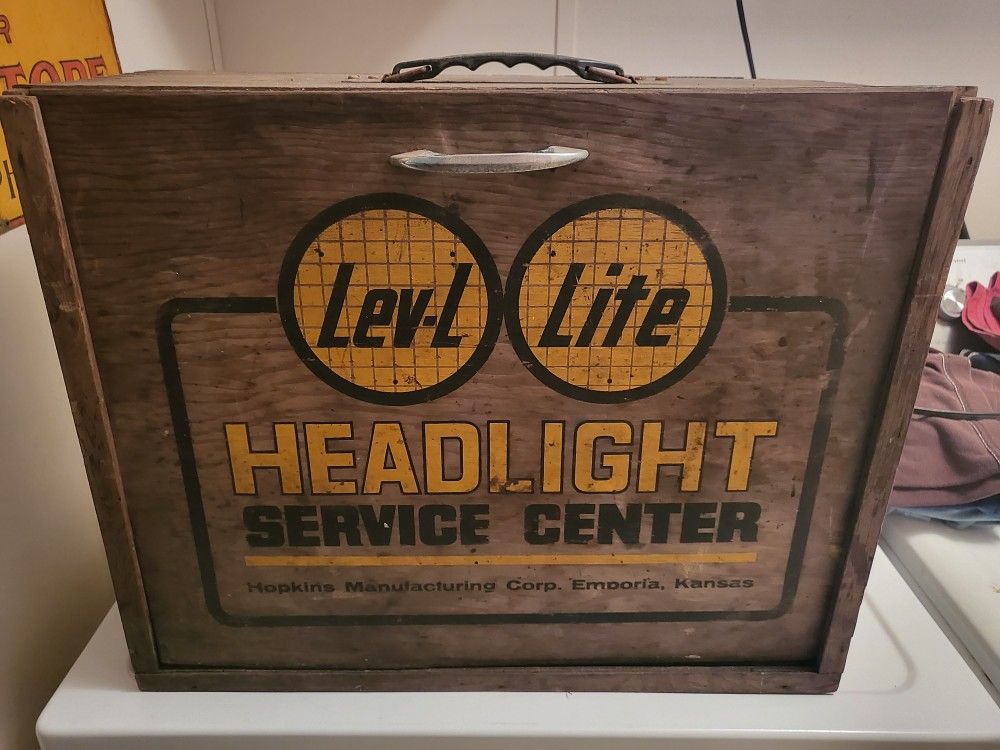 Lev-L Lite
HEADLIGHT
SERVICE CENTER
Hopkins Manufacturing Corp. Emporia, Kansas